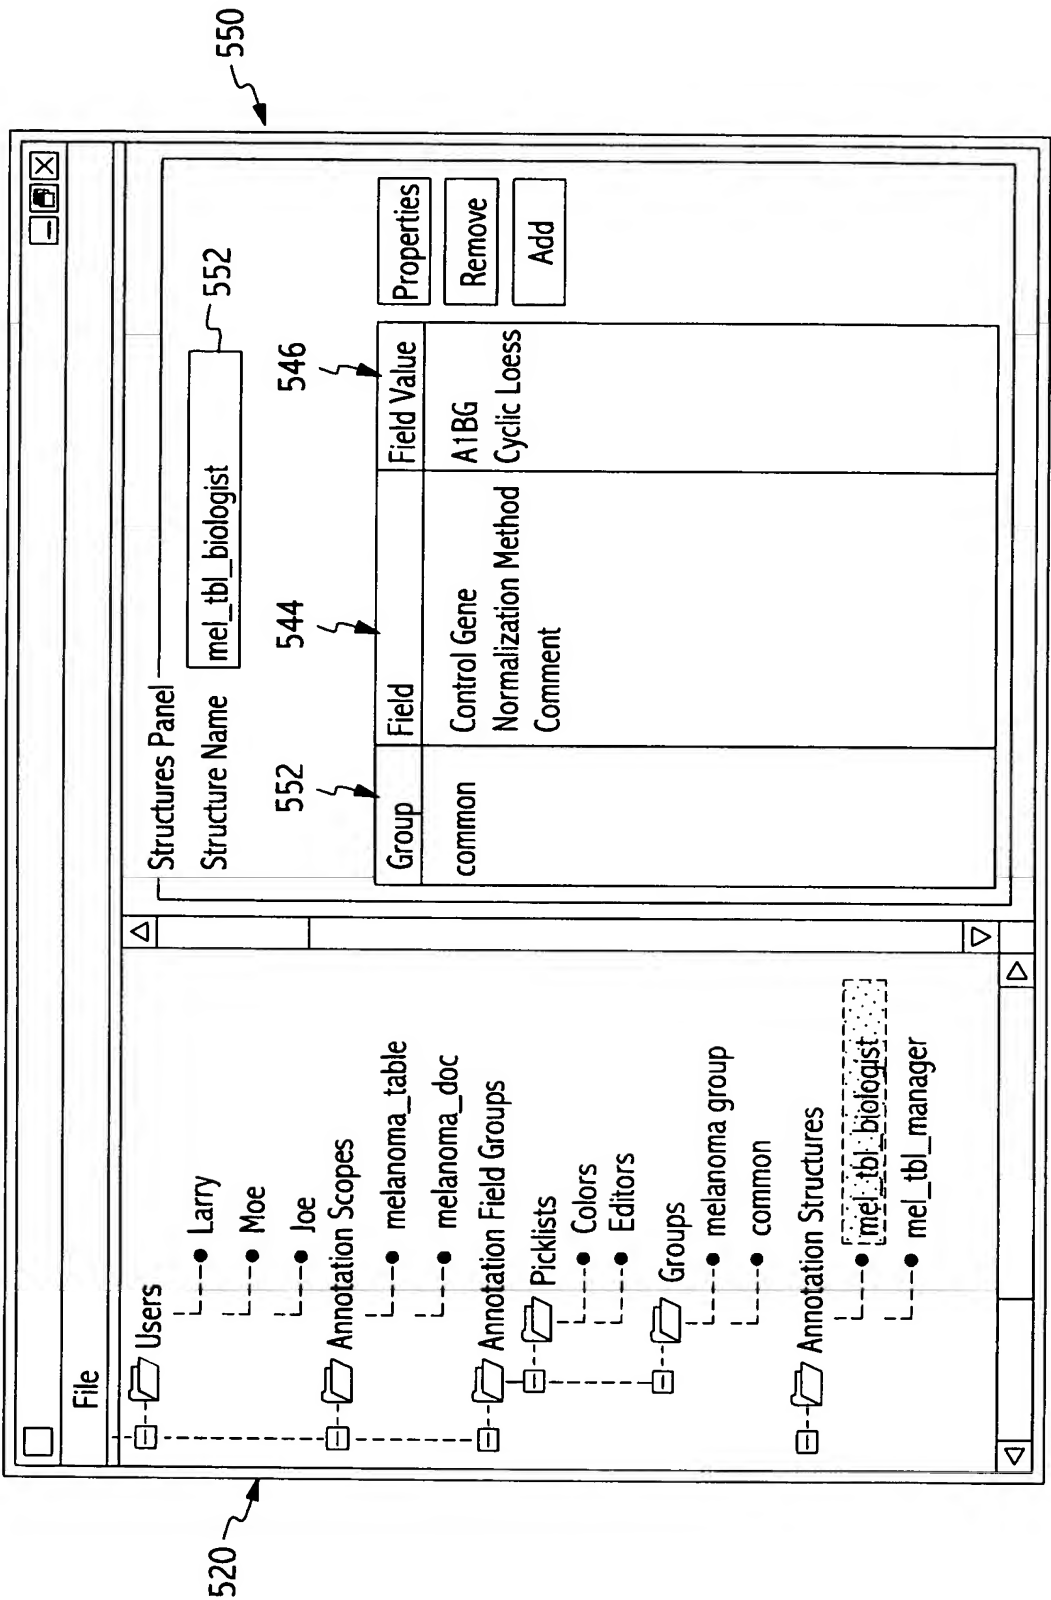 550
File
Users
Larry
Moe
Joe
Annotation Scopes
melanoma_table
melanoma_doc
Annotation Field Groups
Picklists
Colors
Editors
Groups
melanoma group
common
Annotation Structures
mel_tbl_biologist
mel_tbl_manager
Structures Panel
Structure Name mel_tbl_biologist 552
552 544 546
Group Field Field Value
common Control Gene A1BG
Normalization Method Cyclic Loess
Comment
Properties
Remove
Add
520